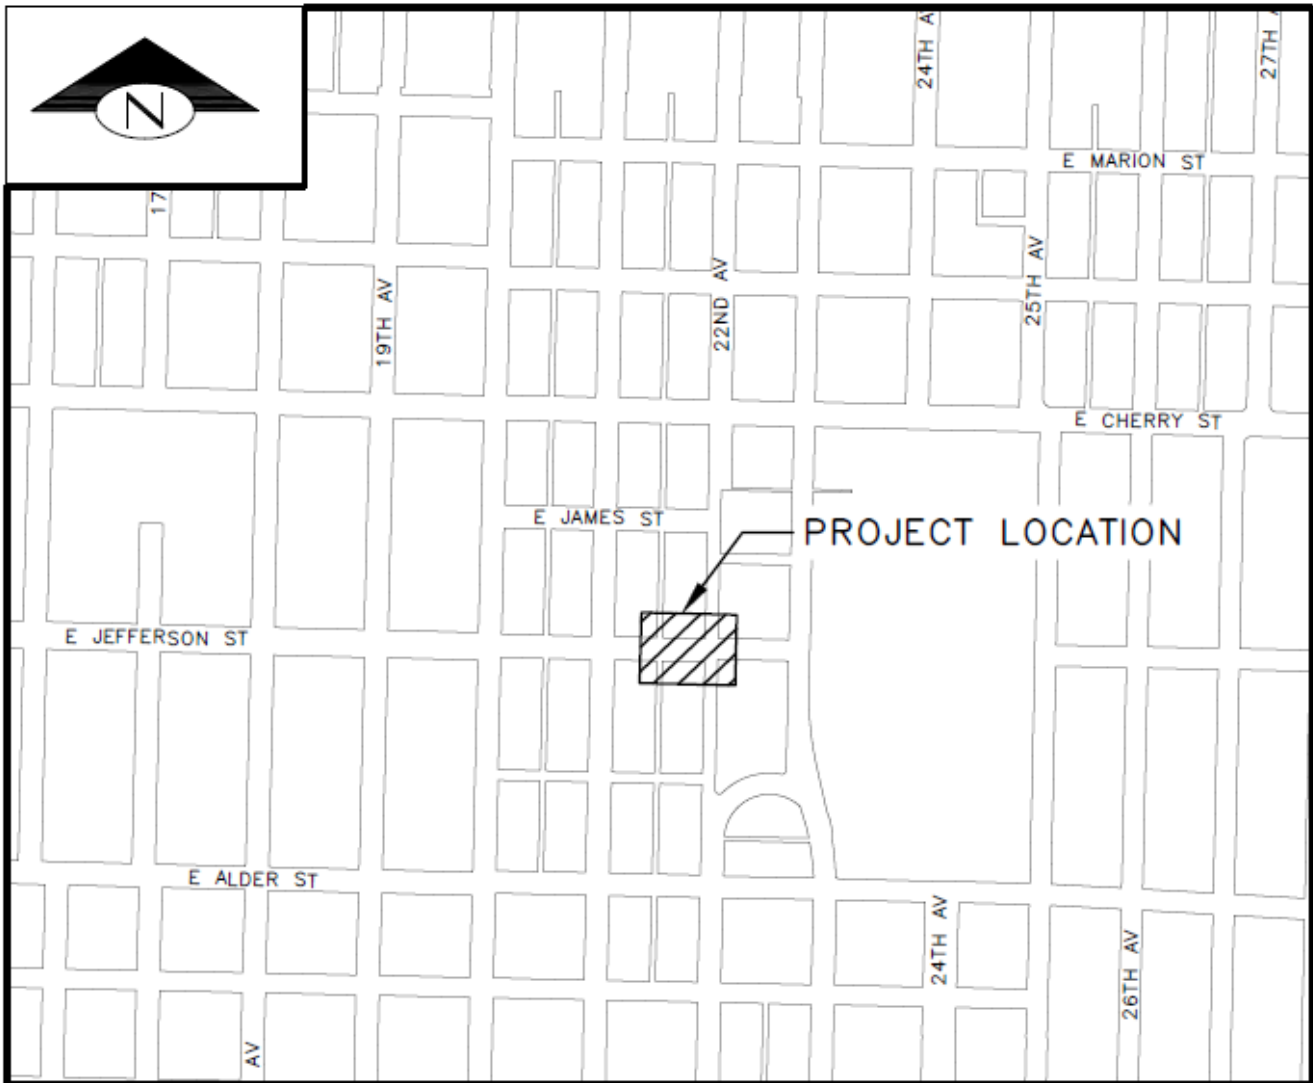 N
24TH A
27TH A
E MARION ST
17
19TH AV
22ND AV
25TH AV
E CHERRY ST
E JAMES ST
PROJECT LOCATION
E JEFFERSON ST
E ALDER ST
24TH AV
26TH AV
AV